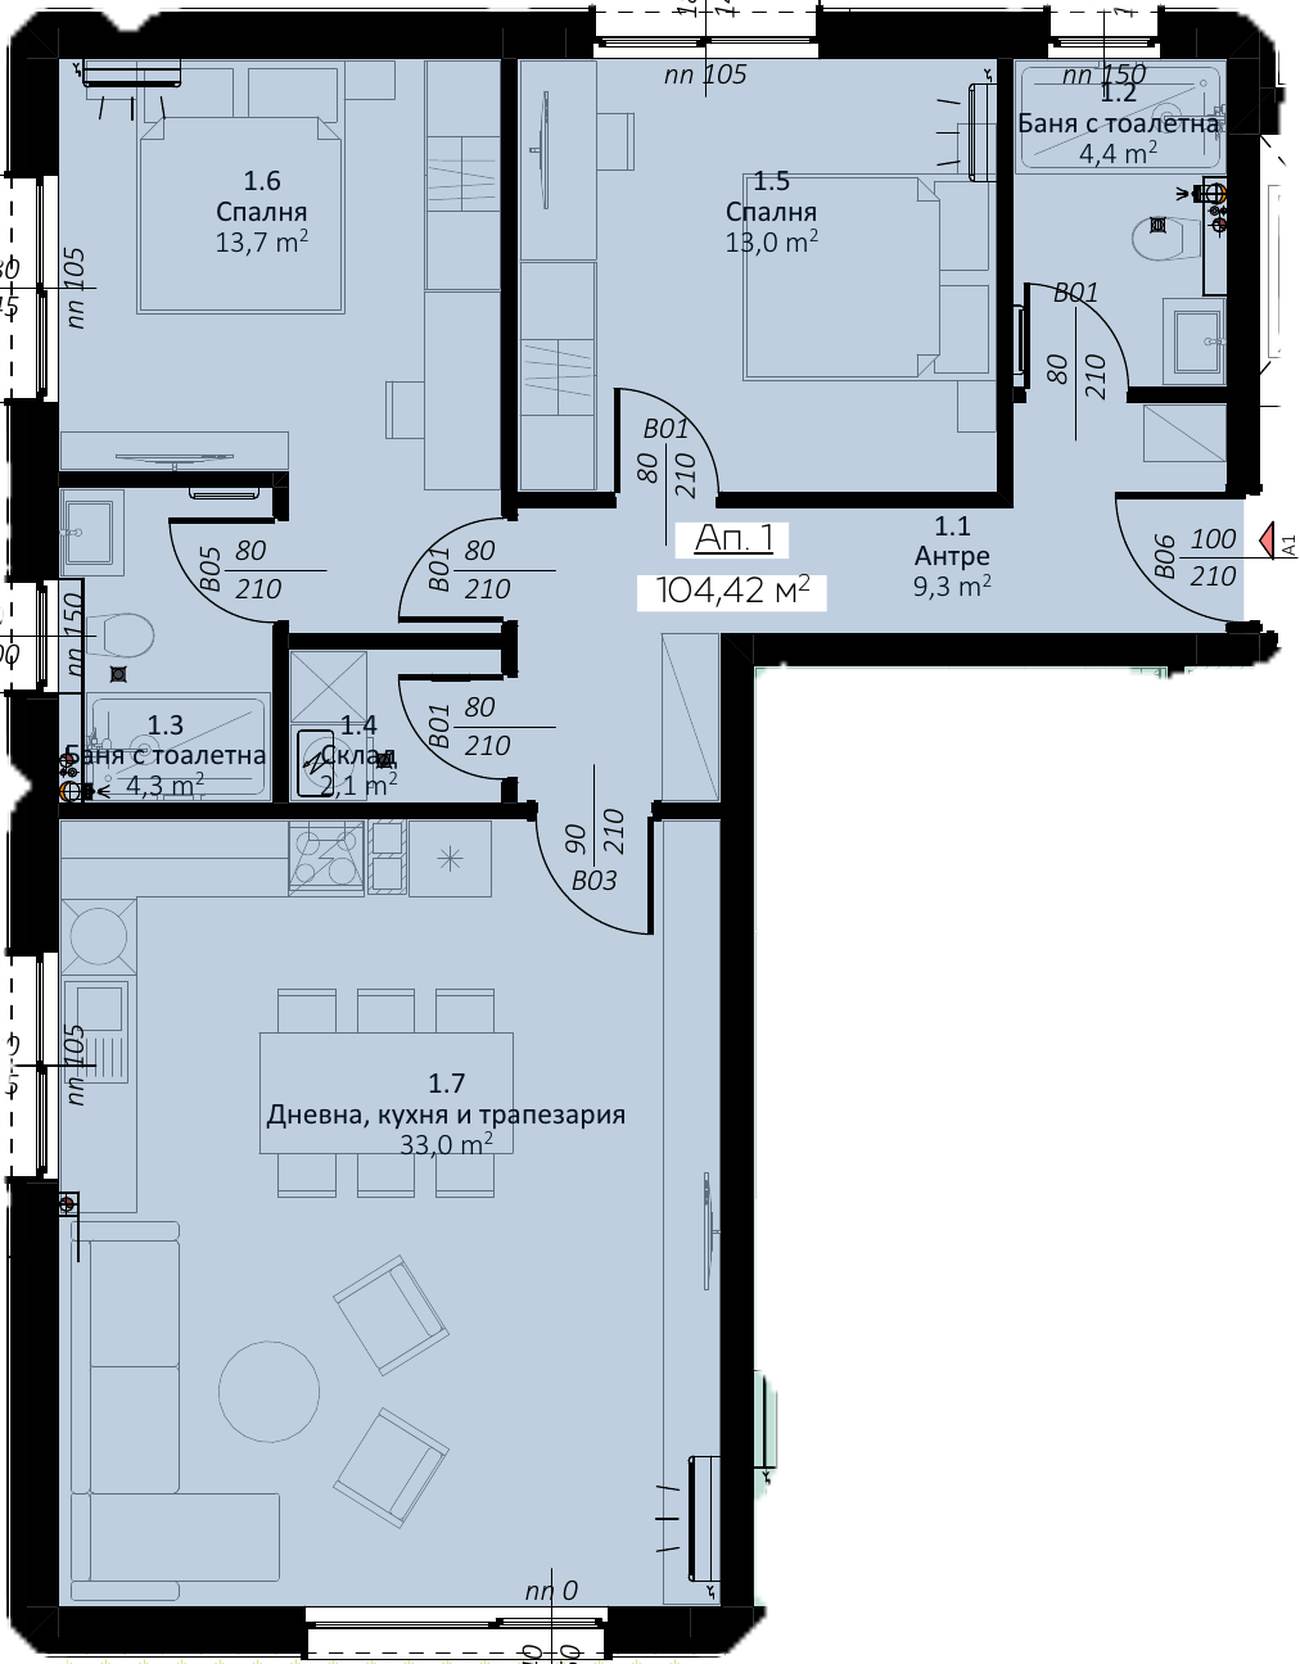 пп 105
пп 150
1.2
Баня с тоалетна
4,4 m²
1.6
Спалня
13,7 m²
1.5
Спалня
13,0 m²
пп 105
B01
80
210
B01
80
210
Ап. 1
104,42 м²
1.1
Антре
9,3 m²
B06
100
210
A1
B05
80
210
B01
80
210
пп 150
1.3
Баня с тоалетна
4,3 m²
1.4
Склад
2,1 m²
B01
80
210
90
210
B03
пп 105
1.7
Дневна, кухня и трапезария
33,0 m²
пп 0